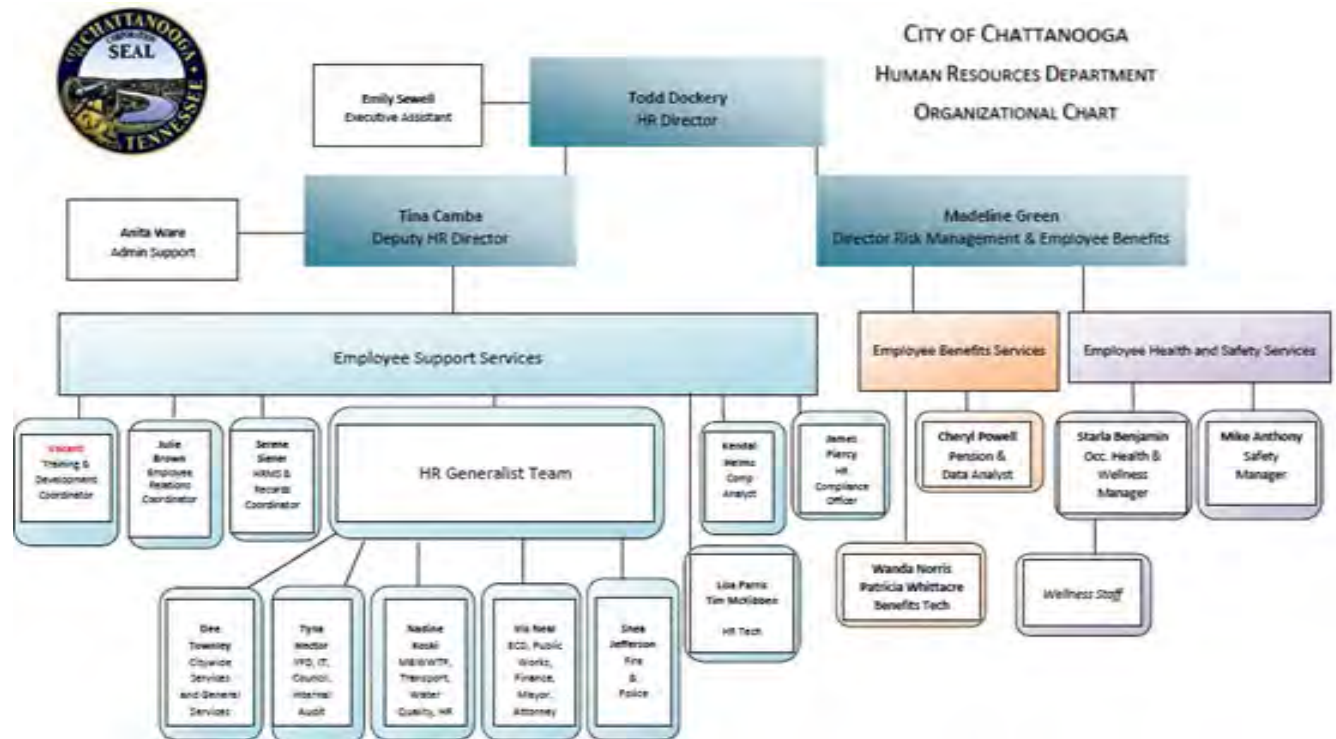 CITY OF CHATTANOOGA
HUMAN RESOURCES DEPARTMENT
ORGANIZATIONAL CHART
CITY OF CHATTANOOGA
CORPORATION
SEAL
TENNESSEE
Emily Sewell
Executive Assistant
Todd Dockery
HR Director
Anita Ware
Admin Support
Tina Camba
Deputy HR Director
Madeline Green
Director Risk Management & Employee Benefits
Employee Support Services
Employee Benefits Services
Employee Health and Safety Services
Vacant
Training &
Development
Coordinator
Julie
Brown
Employee
Relations
Coordinator
Serene
Siener
HRMS &
Records
Coordinator
HR Generalist Team
Kendal
Helms
Comp
Analyst
James
Piercy
HR
Compliance
Officer
Cheryl Powell
Pension &
Data Analyst
Starla Benjamin
Occ. Health &
Wellness
Manager
Mike Anthony
Safety
Manager
Lisa Parris
Tim McKibben
HR Tech
Wanda Norris
Patricia Whittacre
Benefits Tech
Wellness Staff
Dee
Townley
Citywide
Services
and General
Services
Tyna
Hector
YFD, IT,
Council,
Internal
Audit
Nadine
Koski
Transport,
Water
Quality, HR
Iris Neal
ECD, Public
Works,
Finance,
Mayor,
Attorney
Shea
Jefferson
Fire
&
Police